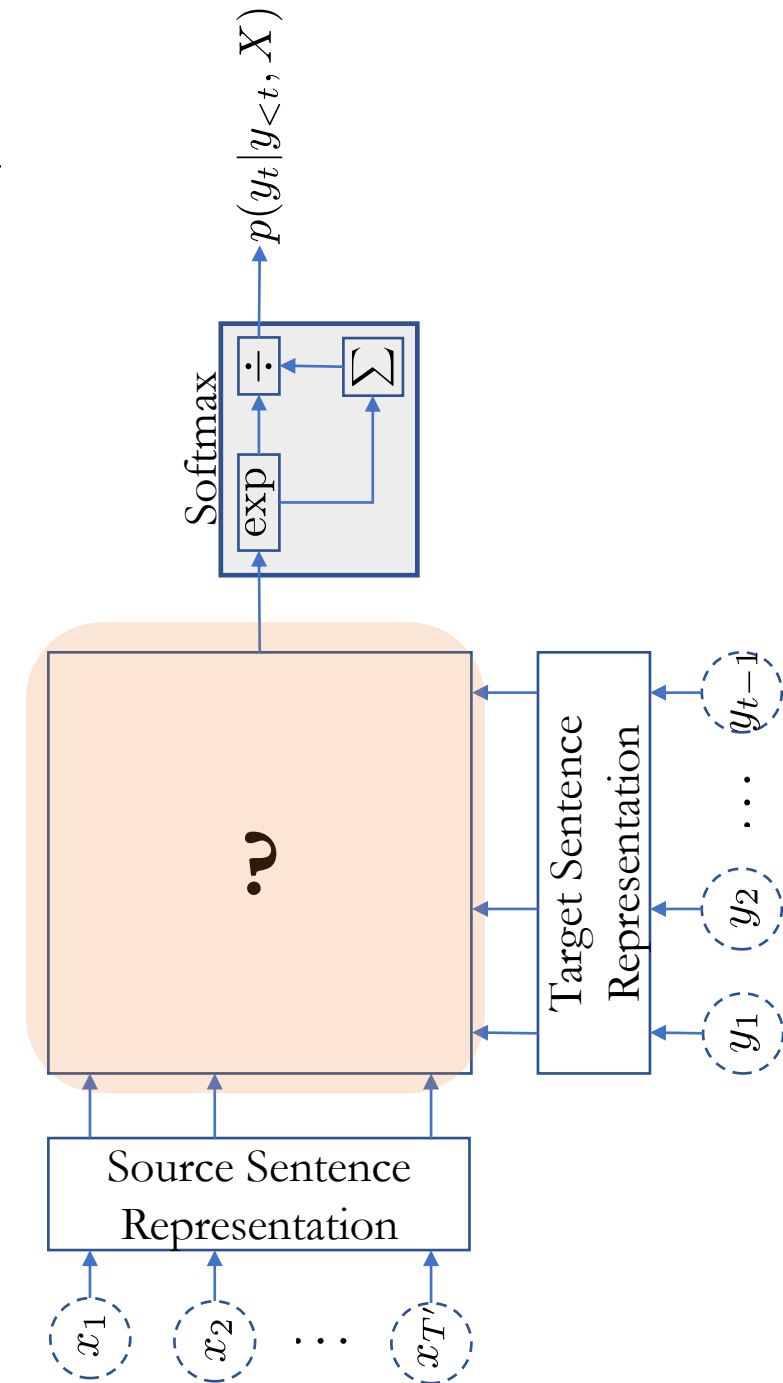 p(y_t|y_{<t}, X)
Softmax
÷
exp
Σ
?
Source Sentence
Representation
Target Sentence
Representation
x_1
x_2
...
x_{T'}
y_1
y_2
...
y_{t-1}